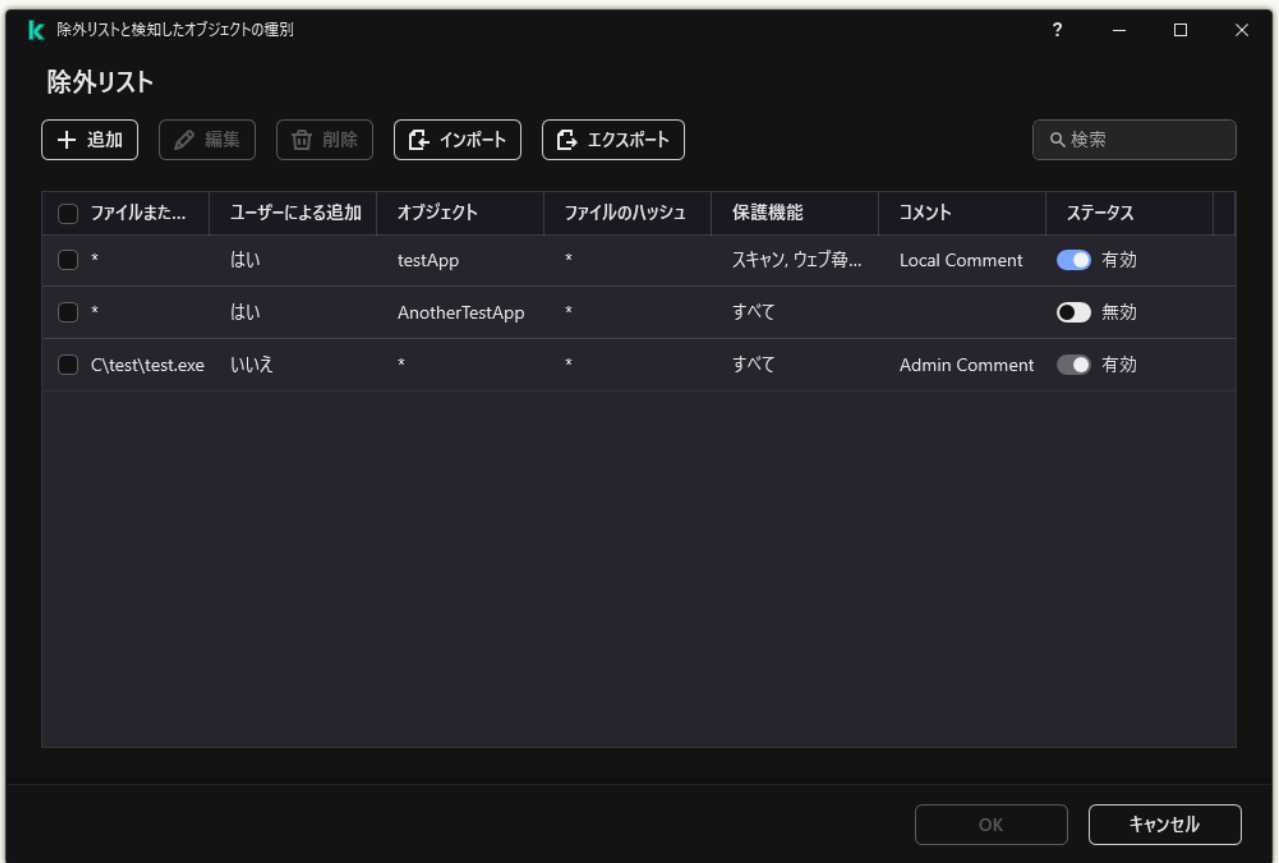 除外リストと検知したオブジェクトの種別
?
除外リスト
追加 編集 削除 インポート エクスポート 検索
ファイルまた... ユーザーによる追加 オブジェクト ファイルのハッシュ 保護機能 コメント ステータス
* はい testApp * スキャン, ウェブ脅... Local Comment 有効
* はい AnotherTestApp * すべて 無効
C\test\test.exe いいえ * * すべて Admin Comment 有効
OK キャンセル